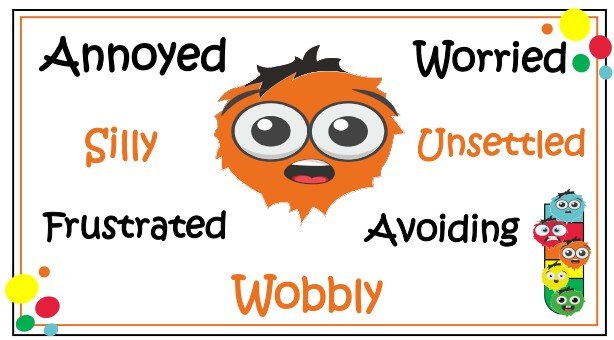 Annoyed
Worried
Silly
Unsettled
Frustrated
Avoiding
Wobbly